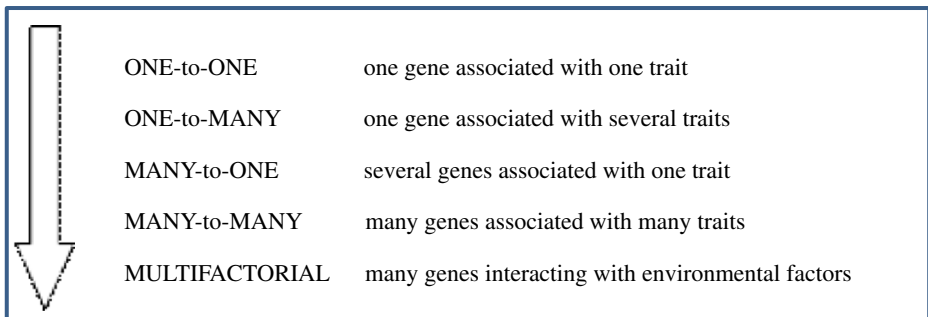 ONE-to-ONE one gene associated with one trait
ONE-to-MANY one gene associated with several traits
MANY-to-ONE several genes associated with one trait
MANY-to-MANY many genes associated with many traits
MULTIFACTORIAL many genes interacting with environmental factors